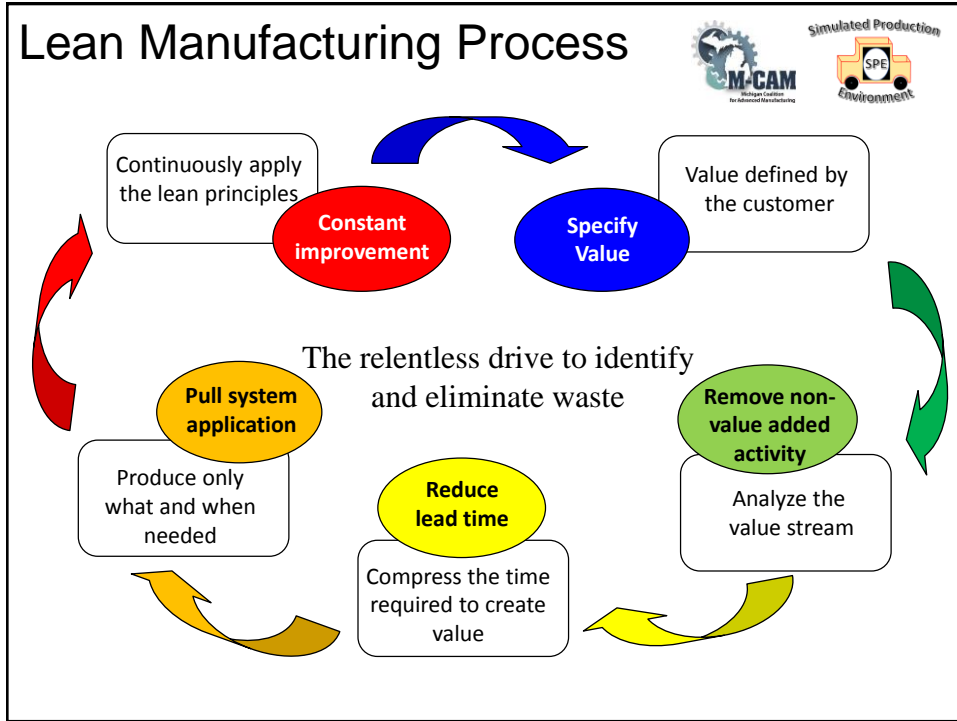 Lean Manufacturing Process
M-CAM
Michigan Coalition
for Advanced Manufacturing
Simulated Production
SPE
Environment
Continuously apply
the lean principles
Constant
improvement
Specify
Value
Value defined by
the customer
The relentless drive to identify
and eliminate waste
Pull system
application
Produce only
what and when
needed
Reduce
lead time
Compress the time
required to create
value
Remove non-
value added
activity
Analyze the
value stream